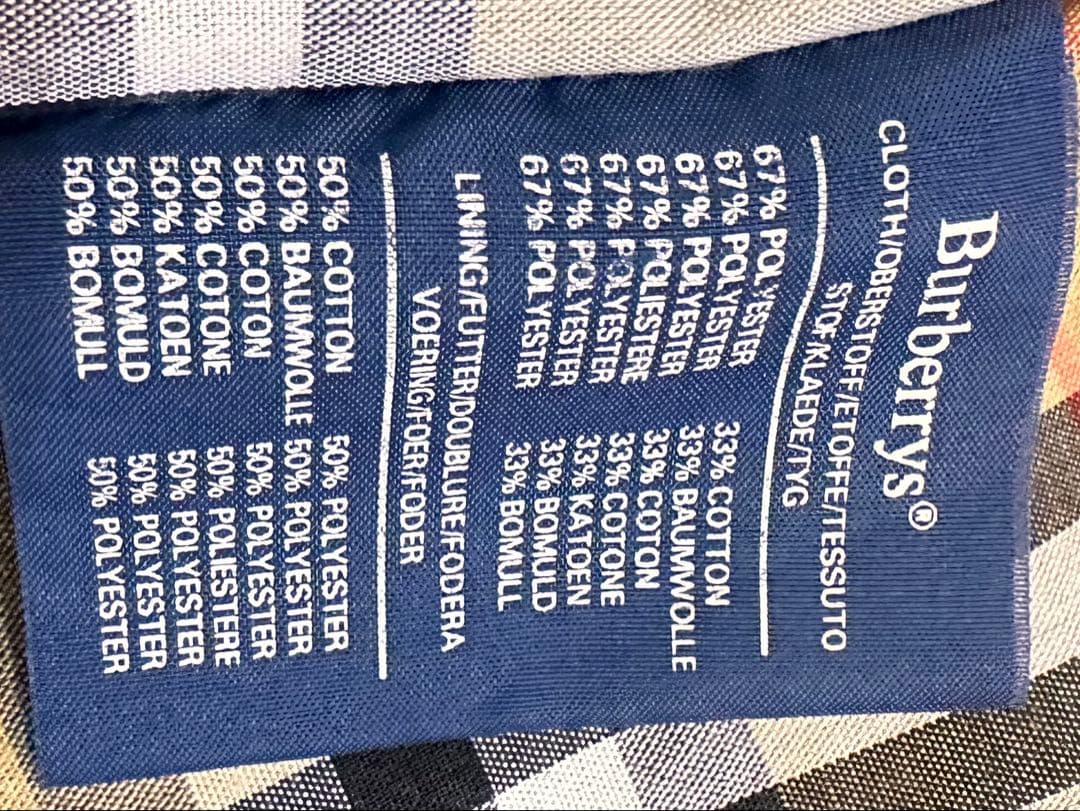 Burberrys®
CLOTH/OBERSTOFF/ETOFFE/TESSUTO
STOF/KLAEDE/TYG
67% POLYESTER 33% COTTON
67% POLYESTER 33% BAUMWOLLE
67% POLYESTER 33% COTON
67% POLIESTERE 33% COTONE
67% POLYESTER 33% KATOEN
67% POLYESTER 33% BOMULD
67% POLYESTER 33% BOMULL
LINING/FUTTER/DOUBLURE/FODERA
VOERING/FOER/FODER
50% COTTON 50% POLYESTER
50% BAUMWOLLE 50% POLYESTER
50% COTON 50% POLYESTER
50% COTONE 50% POLIESTERE
50% KATOEN 50% POLYESTER
50% BOMULD 50% POLYESTER
50% BOMULL 50% POLYESTER